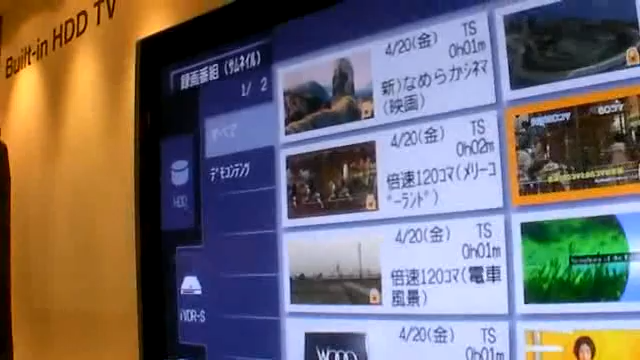 Built-in HDD TV
録画番組 (サムネイル)
1/ 2
すべて
デモコンテンツ
HDD
iVDR-S
4/20(金) TS
0h01m
新)なめらかシネマ
(映画)
4/20(金) TS
0h02m
倍速120コマ(メリーゴ
ーランド)
4/20(金) TS
0h01m
倍速120コマ(電車
風景)
4/20(金) TS
0h01m
Wooo